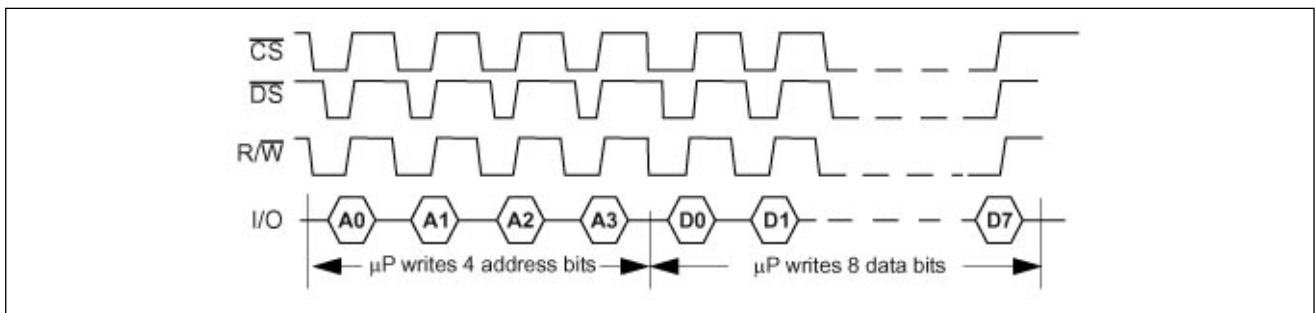 CS
DS
R/W
I/O A0 A1 A2 A3 D0 D1 D7
µP writes 4 address bits µP writes 8 data bits